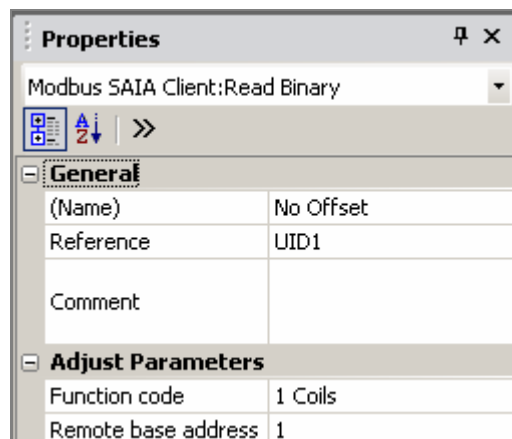 Properties
Modbus SAIA Client:Read Binary
General
(Name) No Offset
Reference UID1
Comment
Adjust Parameters
Function code 1 Coils
Remote base address 1